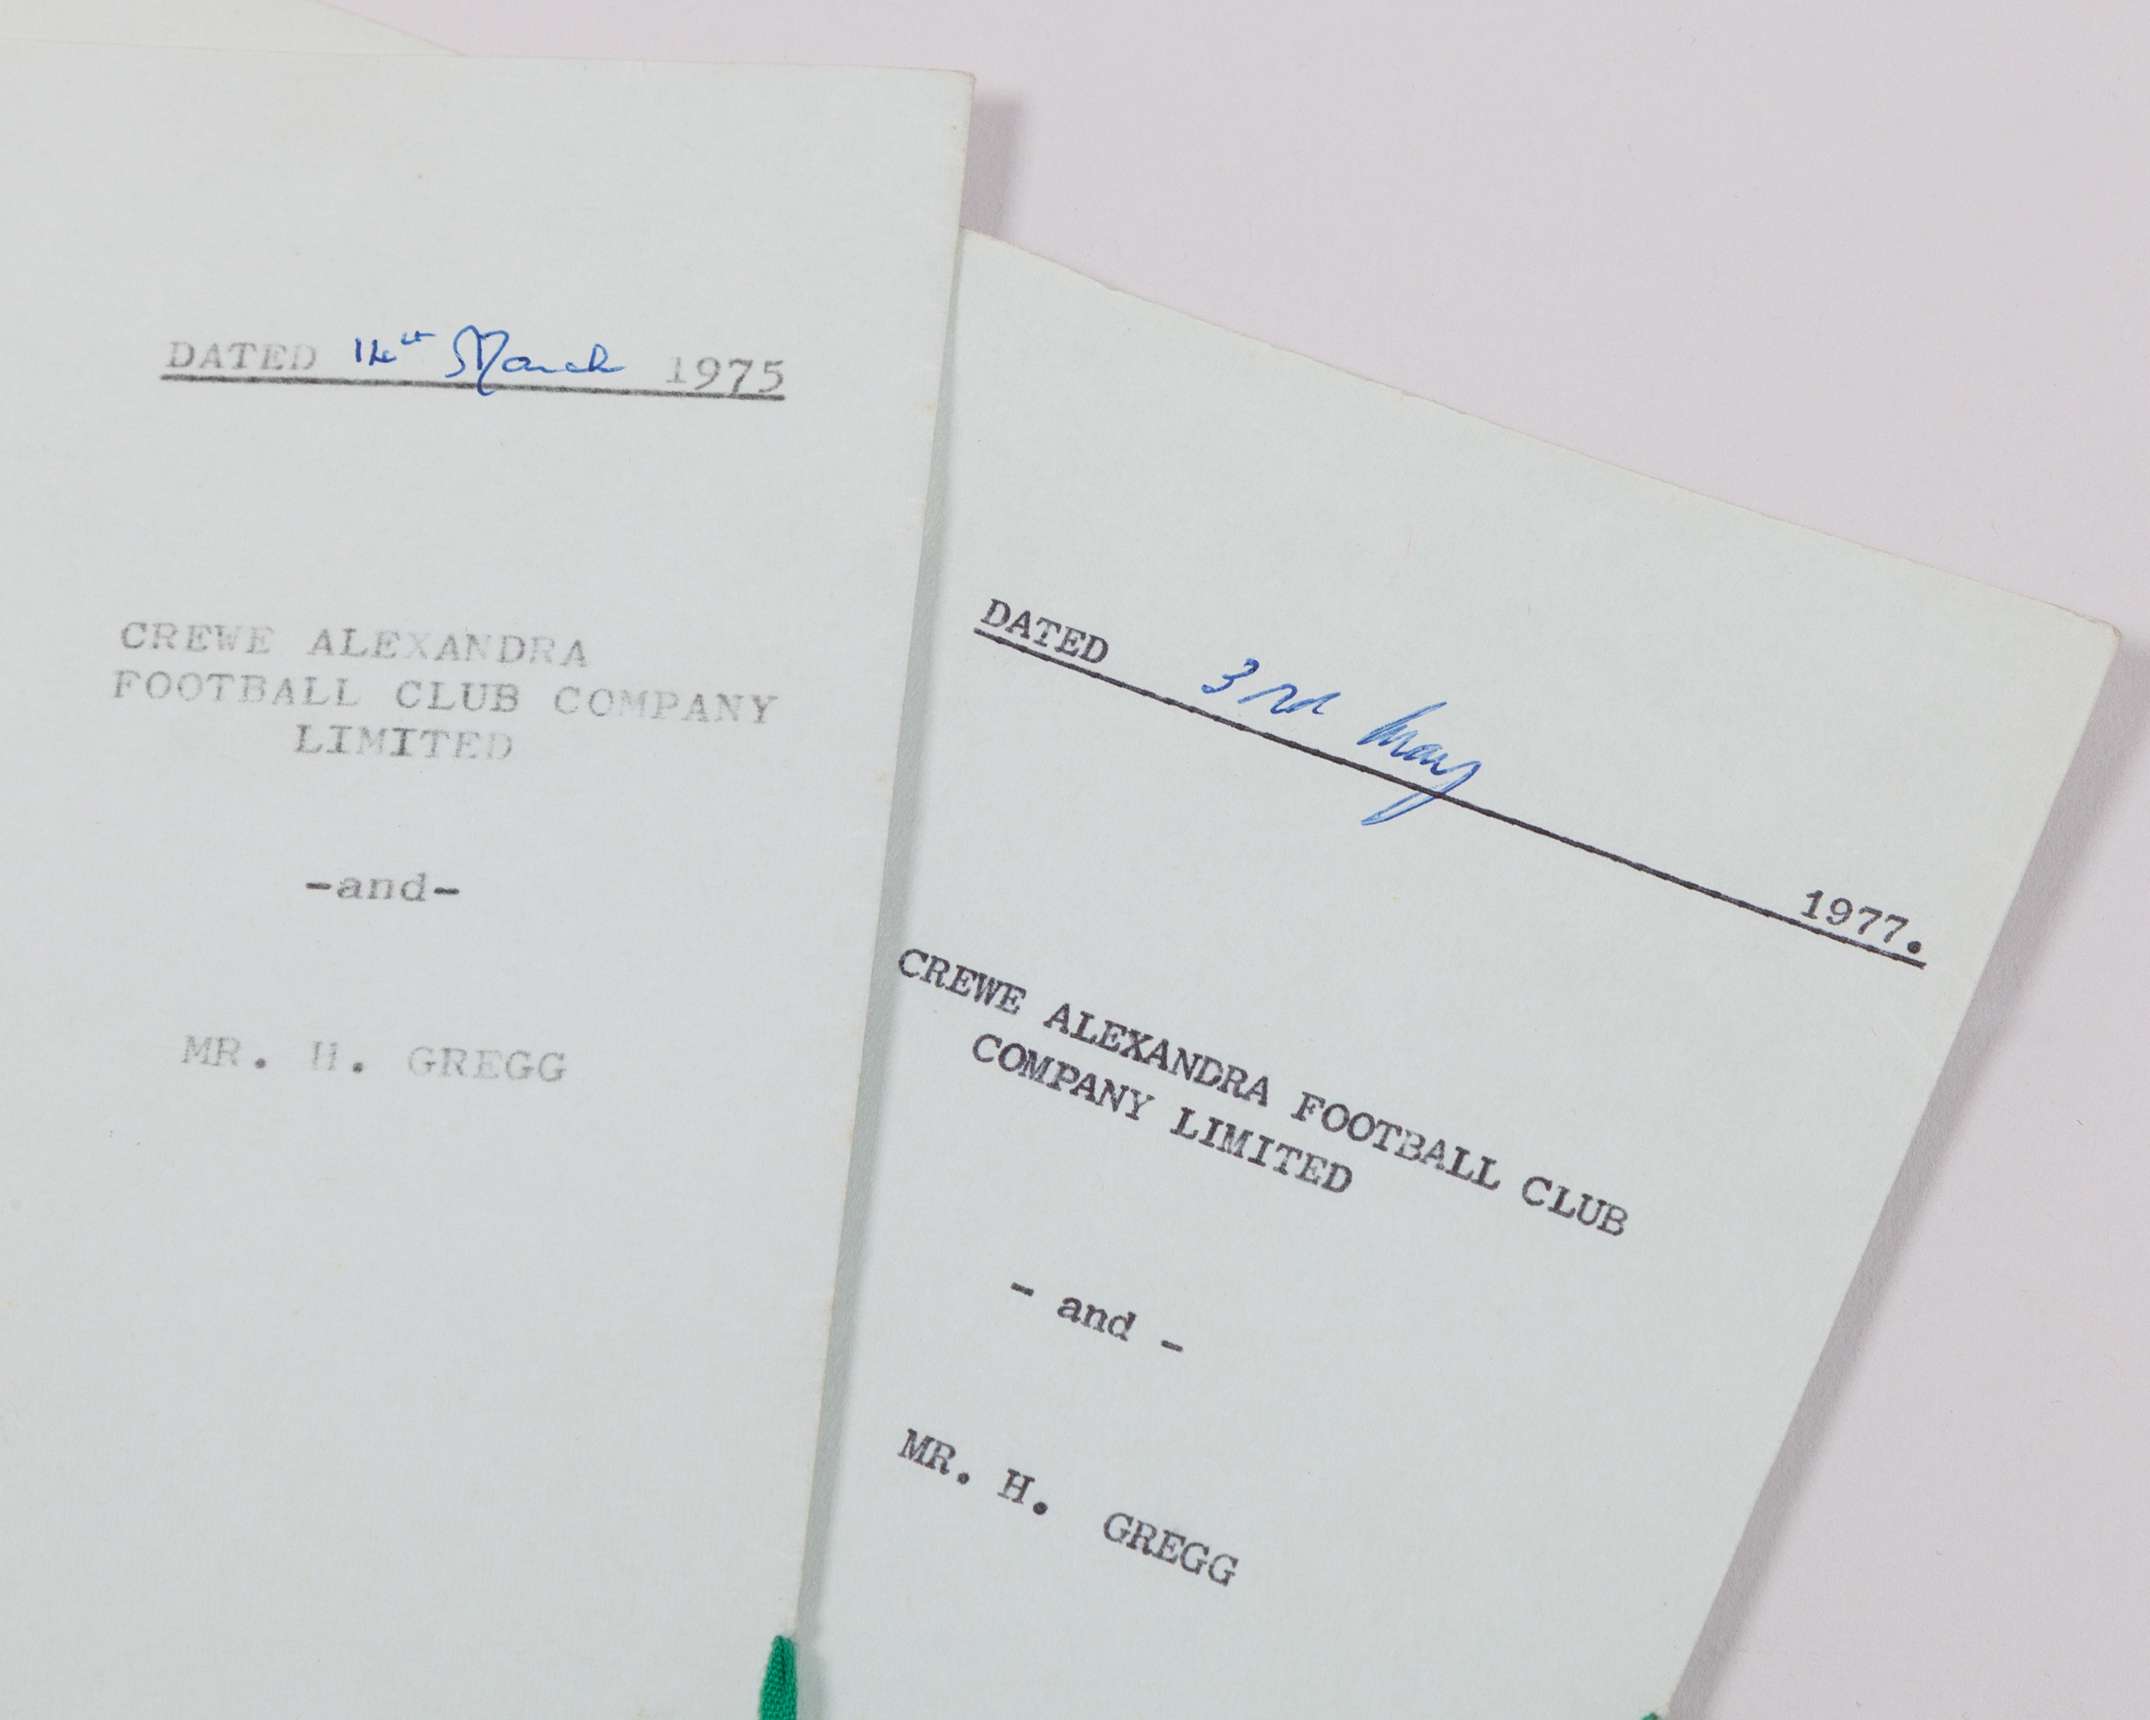 DATED 14th March 1975
CREWE ALEXANDRA
FOOTBALL CLUB COMPANY
LIMITED
-and-
MR. H. GREGG
DATED 3rd May 1977.
CREWE ALEXANDRA FOOTBALL CLUB
COMPANY LIMITED
- and -
MR. H. GREGG